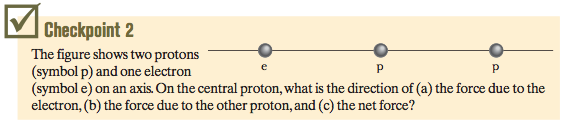 Checkpoint 2
The figure shows two protons
(symbol p) and one electron
e p p
(symbol e) on an axis. On the central proton, what is the direction of (a) the force due to the
electron, (b) the force due to the other proton, and (c) the net force?